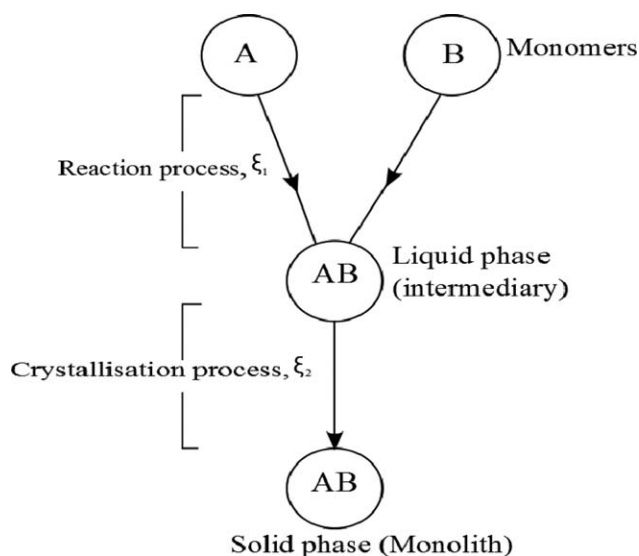 A
B
Monomers
Reaction process, ξ₁
AB
Liquid phase
(intermediary)
Crystallisation process, ξ₂
AB
Solid phase (Monolith)